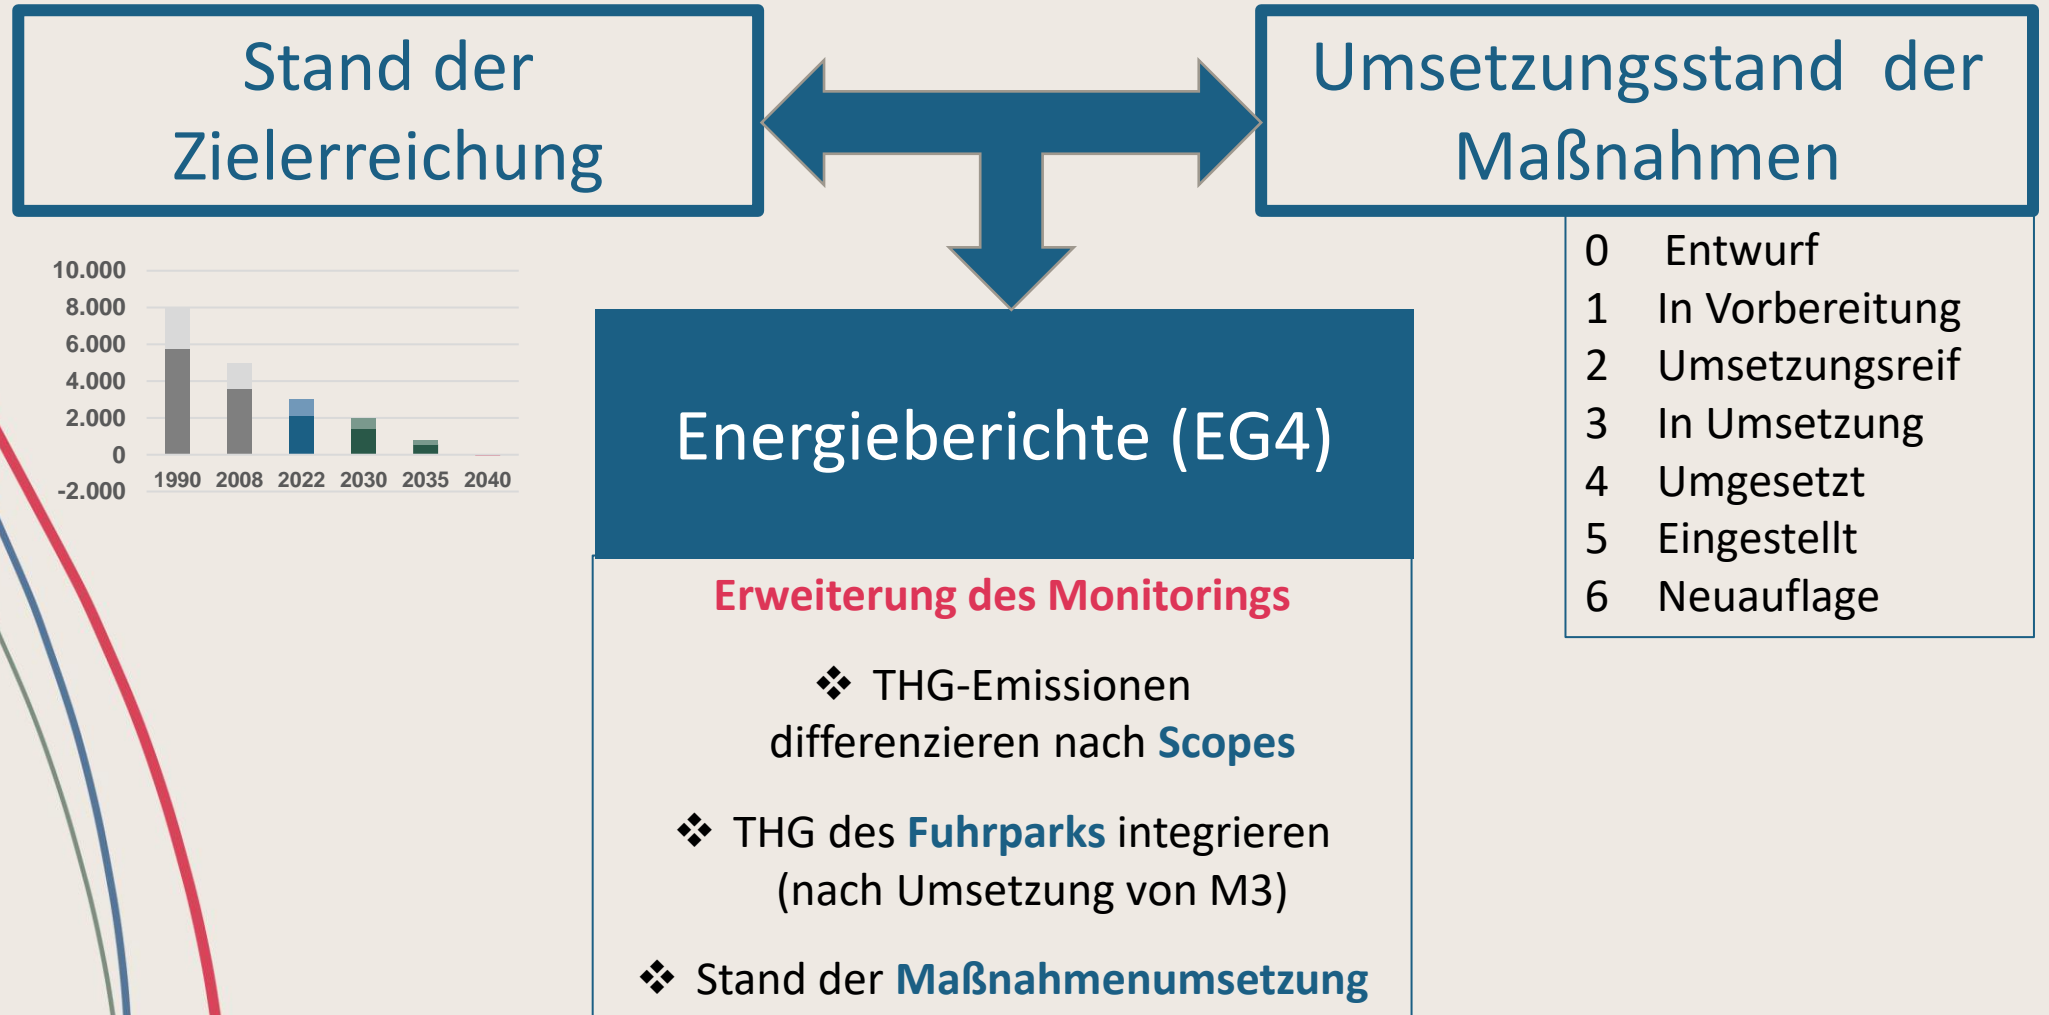 Stand der
Zielerreichung
Umsetzungsstand der
Maßnahmen
10.000
8.000
6.000
4.000
2.000
0
-2.000
1990 2008 2022 2030 2035 2040
0 Entwurf
1 In Vorbereitung
2 Umsetzungsreif
3 In Umsetzung
4 Umgesetzt
5 Eingestellt
6 Neuauflage
Energieberichte (EG4)
Erweiterung des Monitorings
❖ THG-Emissionen
differenzieren nach Scopes
❖ THG des Fuhrparks integrieren
(nach Umsetzung von M3)
❖ Stand der Maßnahmenumsetzung